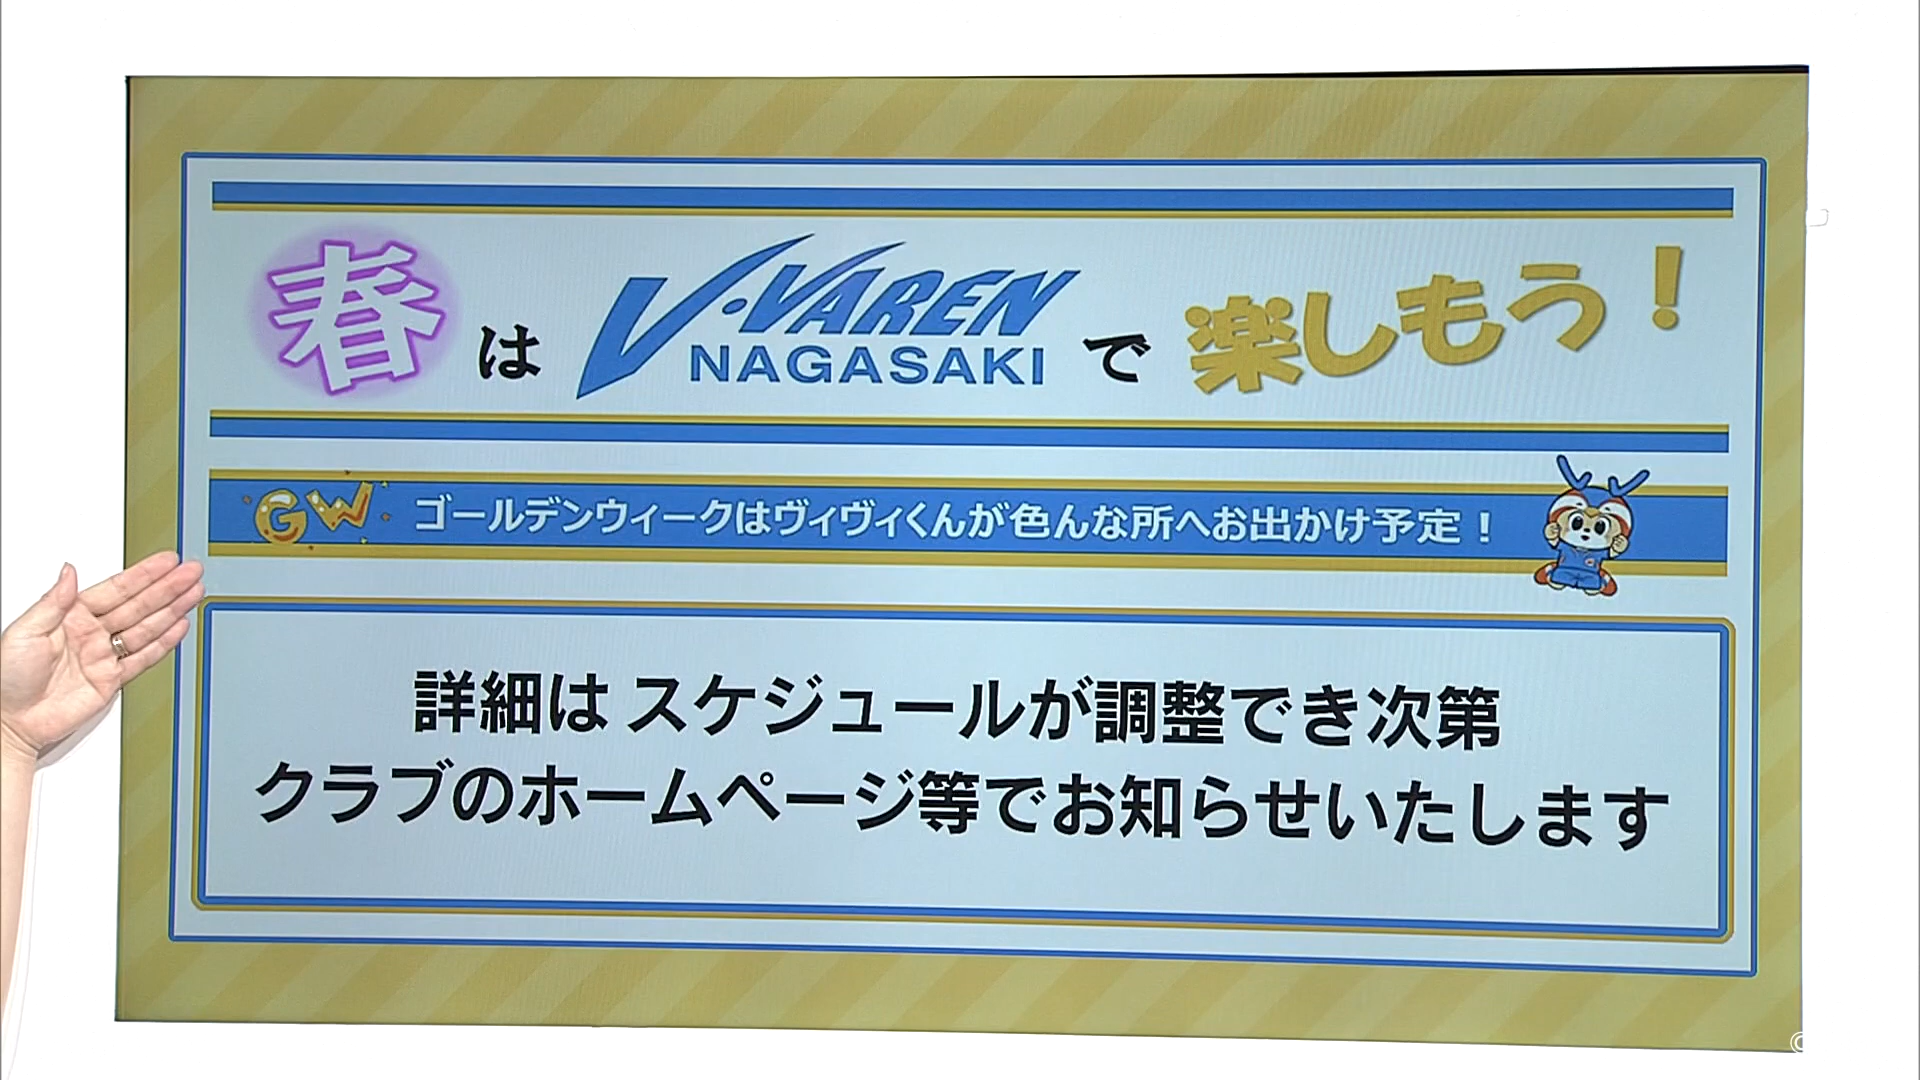 春は V・VAREN NAGASAKI で楽しもう！
GW ゴールデンウィークはヴィヴィくんが色んな所へお出かけ予定！
詳細は スケジュールが調整でき次第
クラブのホームページ等でお知らせいたします
©